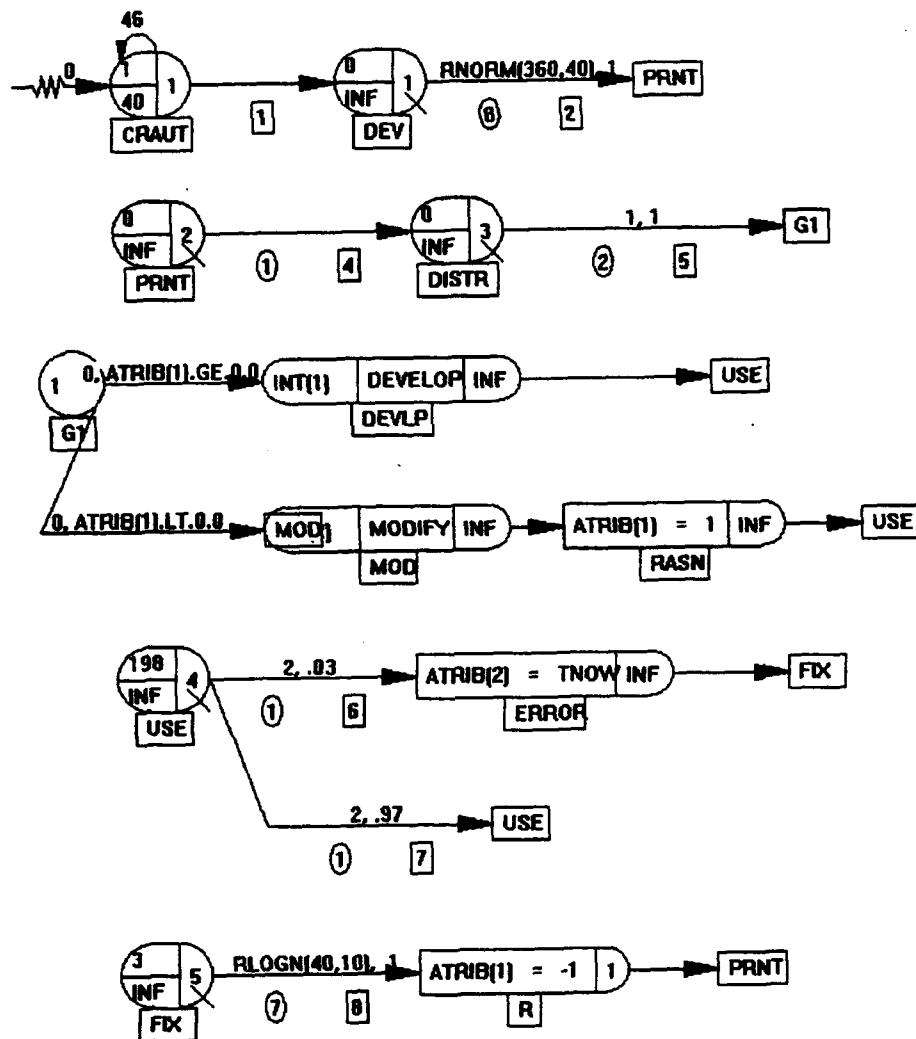 46
0 1 40 1 CRAUT 1 0 INF 1 DEV RNORM(360,40), 1 8 2 PRNT
0 INF 2 PRNT 1 4 0 INF 3 DISTR 1, 1 2 5 G1
1 G1 0, ATRIB(1).GE.0.0 INT(1) DEVELOP INF DEVLP USE
0, ATRIB(1).LT.0.0 MOD MODIFY INF MOD ATRIB(1) = 1 INF RASN USE
198 INF 4 USE 2, .03 1 6 ATRIB(2) = TNOW INF ERROR FIX
2, .97 1 7 USE
3 INF 5 FIX RLOGN(40,10), 1 7 8 ATRIB(1) = -1 1 R PRNT